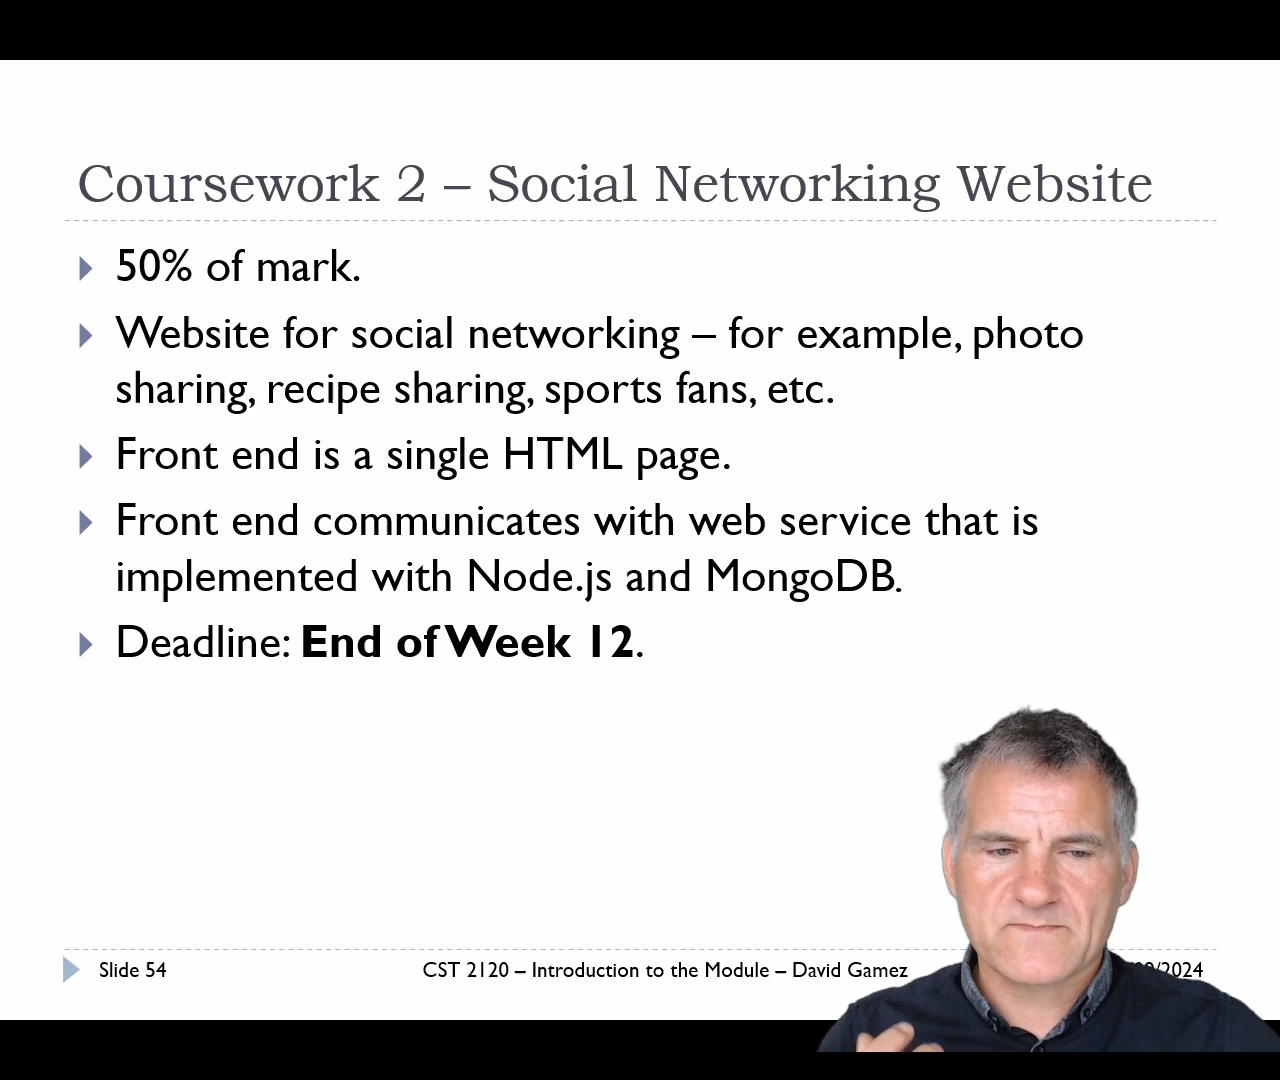 Coursework 2 – Social Networking Website
50% of mark.
Website for social networking – for example, photo
sharing, recipe sharing, sports fans, etc.
Front end is a single HTML page.
Front end communicates with web service that is
implemented with Node.js and MongoDB.
Deadline: End of Week 12.
Slide 54
CST 2120 – Introduction to the Module – David Gamez
/2024